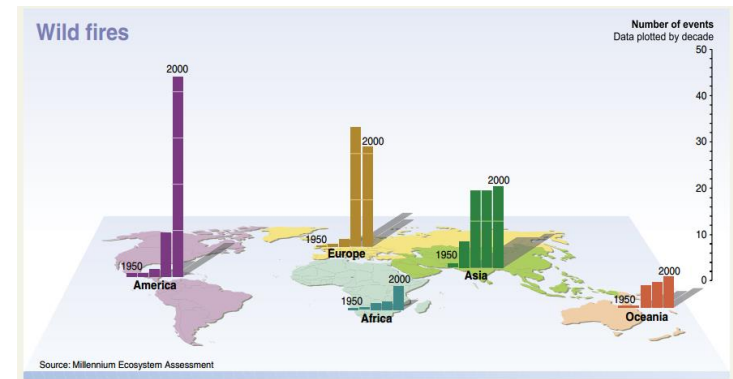 Wild fires
Number of events
Data plotted by decade
50
40
30
20
10
0
2000
1950
America
2000
1950
Europe
2000
1950
Asia
2000
1950
Africa
2000
1950
Oceania
Source: Millennium Ecosystem Assessment